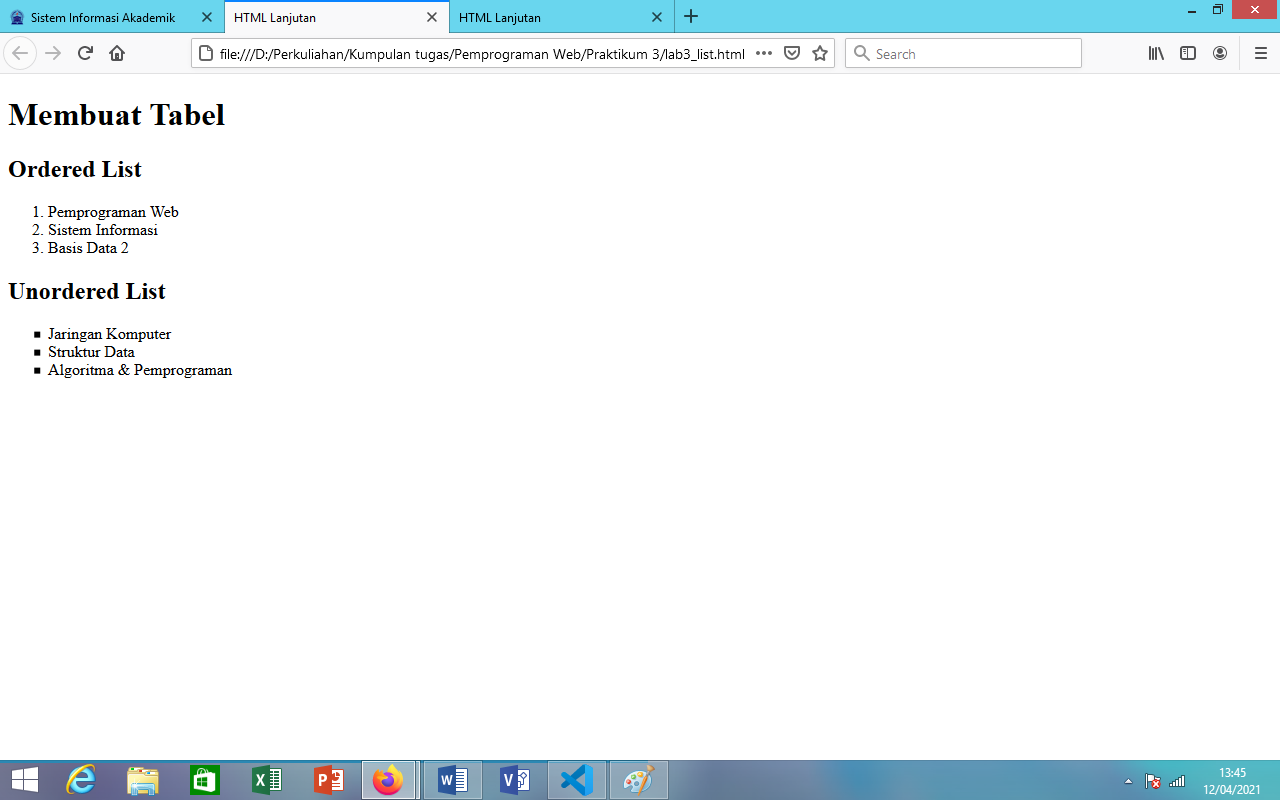 Sistem Informasi Akademik
HTML Lanjutan
HTML Lanjutan
file:///D:/Perkuliahan/Kumpulan tugas/Pemprograman Web/Praktikum 3/lab3_list.html
Search
Membuat Tabel
Ordered List
1. Pemprograman Web
2. Sistem Informasi
3. Basis Data 2
Unordered List
▪ Jaringan Komputer
▪ Struktur Data
▪ Algoritma & Pemprograman
13:45
12/04/2021